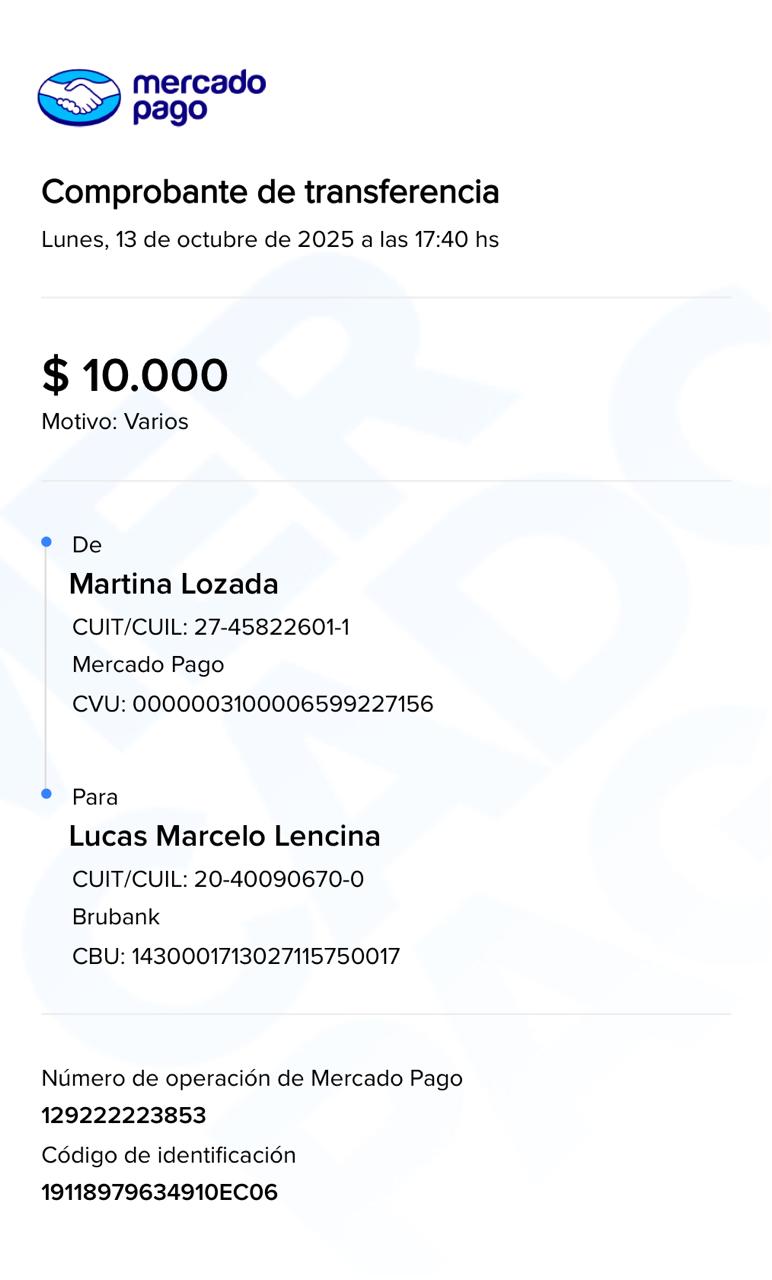 mercado
pago
Comprobante de transferencia
Lunes, 13 de octubre de 2025 a las 17:40 hs
$ 10.000
Motivo: Varios
De
Martina Lozada
CUIT/CUIL: 27-45822601-1
Mercado Pago
CVU: 0000003100006599227156
Para
Lucas Marcelo Lencina
CUIT/CUIL: 20-40090670-0
Brubank
CBU: 1430001713027115750017
Número de operación de Mercado Pago
129222223853
Código de identificación
19118979634910EC06